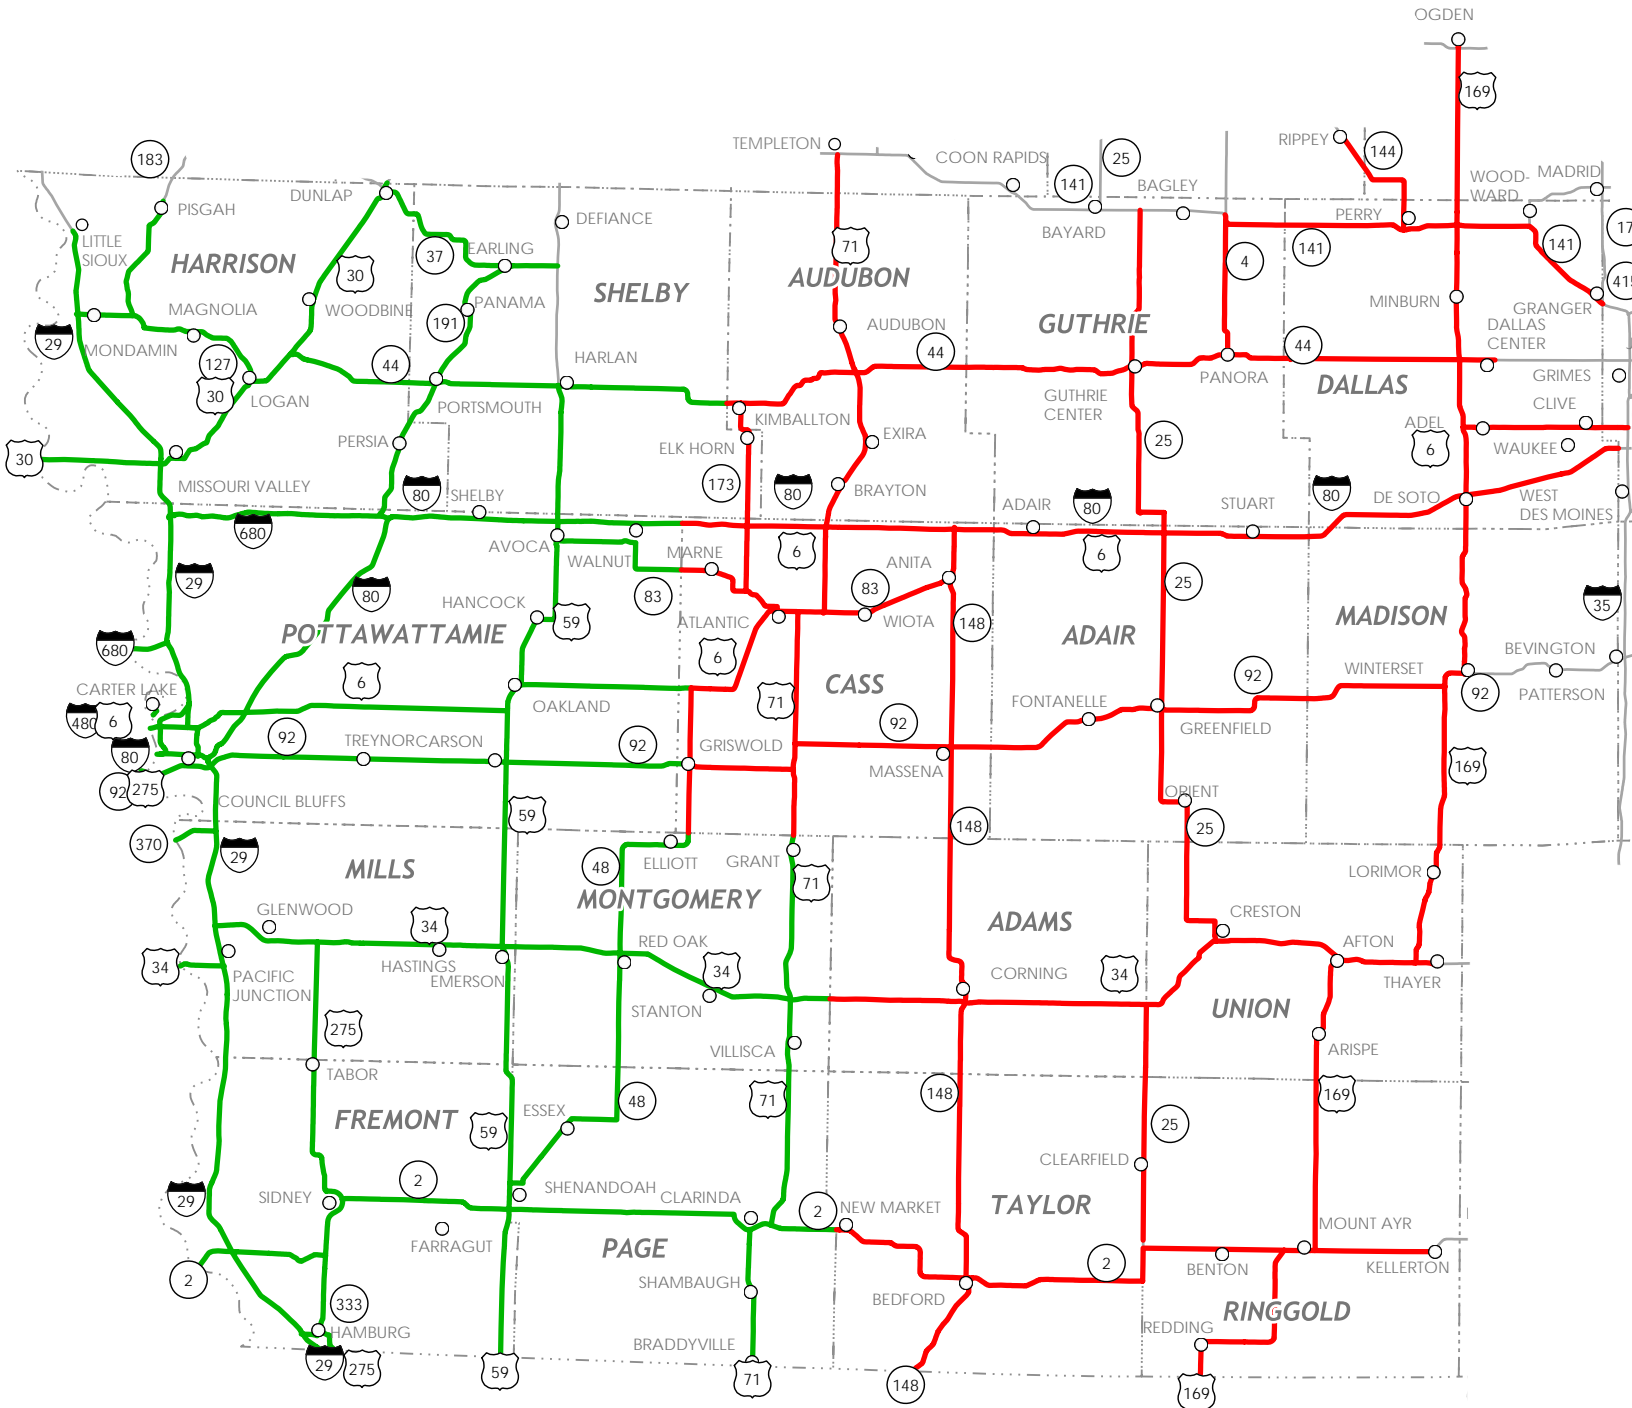 OGDEN
169
183
TEMPLETON
COON RAPIDS
25
RIPPEY
144
141
BAGLEY
WOOD-
WARD
MADRID
DUNLAP
PISGAH
DEFIANCE
PERRY
LITTLE
SIOUX
HARRISON
30
37
EARLING
71
BAYARD
4
141
141
17
SHELBY
AUDUBON
415
MAGNOLIA
WOODBINE
PANAMA
191
AUDUBON
GUTHRIE
MINBURN
GRANGER
DALLAS
CENTER
29
MONDAMIN
127
44
HARLAN
44
44
30
LOGAN
PORTSMOUTH
KIMBALLTON
GUTHRIE
CENTER
PANORA
DALLAS
GRIMES
CLIVE
PERSIA
ELK HORN
EXIRA
25
ADEL
6
WAUKEE
30
MISSOURI VALLEY
80
SHELBY
173
80
BRAYTON
ADAIR
80
STUART
80
DE SOTO
WEST
DES MOINES
680
AVOCA
WALNUT
MARNE
6
ANITA
6
29
80
HANCOCK
59
83
ATLANTIC
83
WIOTA
148
25
35
680
POTTAWATTAMIE
ADAIR
MADISON
BEVINGTON
6
6
CASS
92
WINTERSET
CARTER LAKE
480
6
OAKLAND
71
FONTANELLE
92
PATTERSON
80
92
TREYNOR
CARSON
92
GRISWOLD
92
GREENFIELD
MASSENA
169
92
275
COUNCIL BLUFFS
59
ORIENT
370
29
148
25
MILLS
48
ELLIOTT
GRANT
71
LORIMOR
MONTGOMERY
GLENWOOD
34
ADAMS
CRESTON
34
HASTINGS
EMERSON
RED OAK
34
AFTON
PACIFIC
JUNCTION
STANTON
CORNING
34
THAYER
275
UNION
VILLISCA
ARISPE
TABOR
FREMONT
59
ESSEX
48
71
148
169
25
CLEARFIELD
29
SIDNEY
2
SHENANDOAH
CLARINDA
2
NEW MARKET
TAYLOR
FARRAGUT
PAGE
MOUNT AYR
2
SHAMBAUGH
BEDFORD
2
BENTON
KELLERTON
333
HAMBURG
BRADDYVILLE
RINGGOLD
REDDING
29
275
59
71
148
169